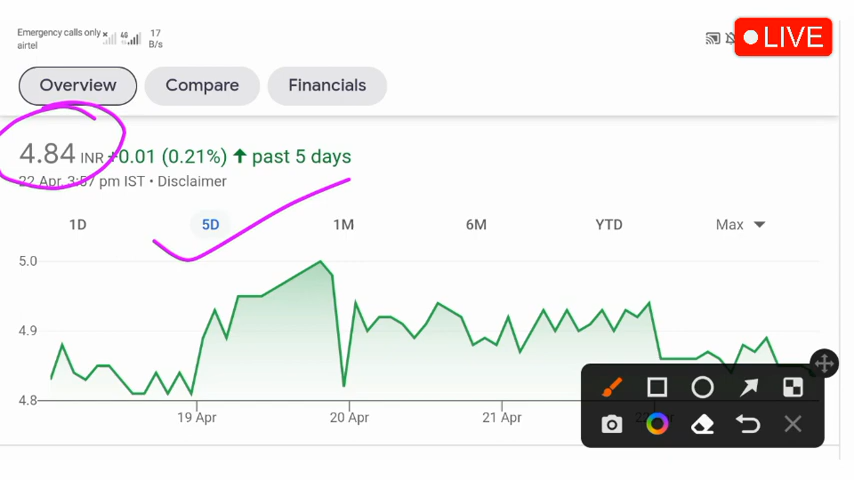 Emergency calls only
airtel
4G
17
B/s
LIVE
Overview
Compare
Financials
4.84 INR +0.01 (0.21%) ↑ past 5 days
22 Apr, 3:57 pm IST • Disclaimer
1D
5D
1M
6M
YTD
Max
5.0
4.9
4.8
19 Apr
20 Apr
21 Apr